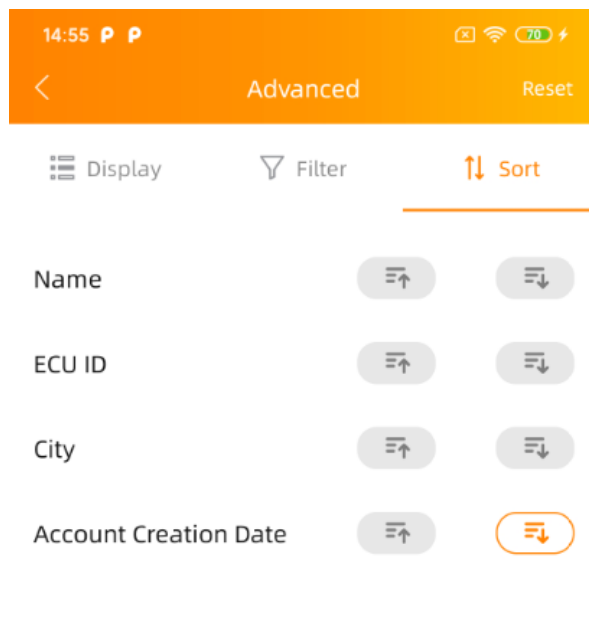 14:55 P P 70
Advanced Reset
Display Filter Sort
Name
ECU ID
City
Account Creation Date